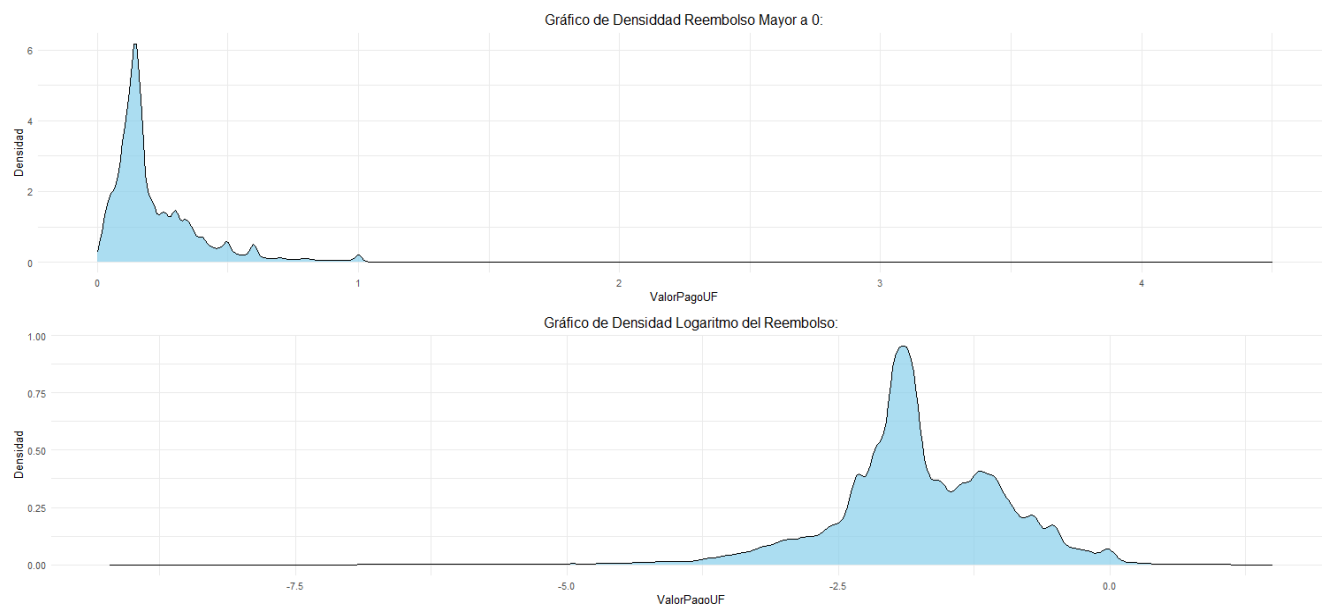 Gráfico de Densiddad Reembolso Mayor a 0:
6
4
2
0
Densidad
0 1 2 3 4
ValorPagoUF
Gráfico de Densidad Logaritmo del Reembolso:
1.00
0.75
0.50
0.25
0.00
Densidad
-7.5 -5.0 -2.5 0.0
ValorPagoUF